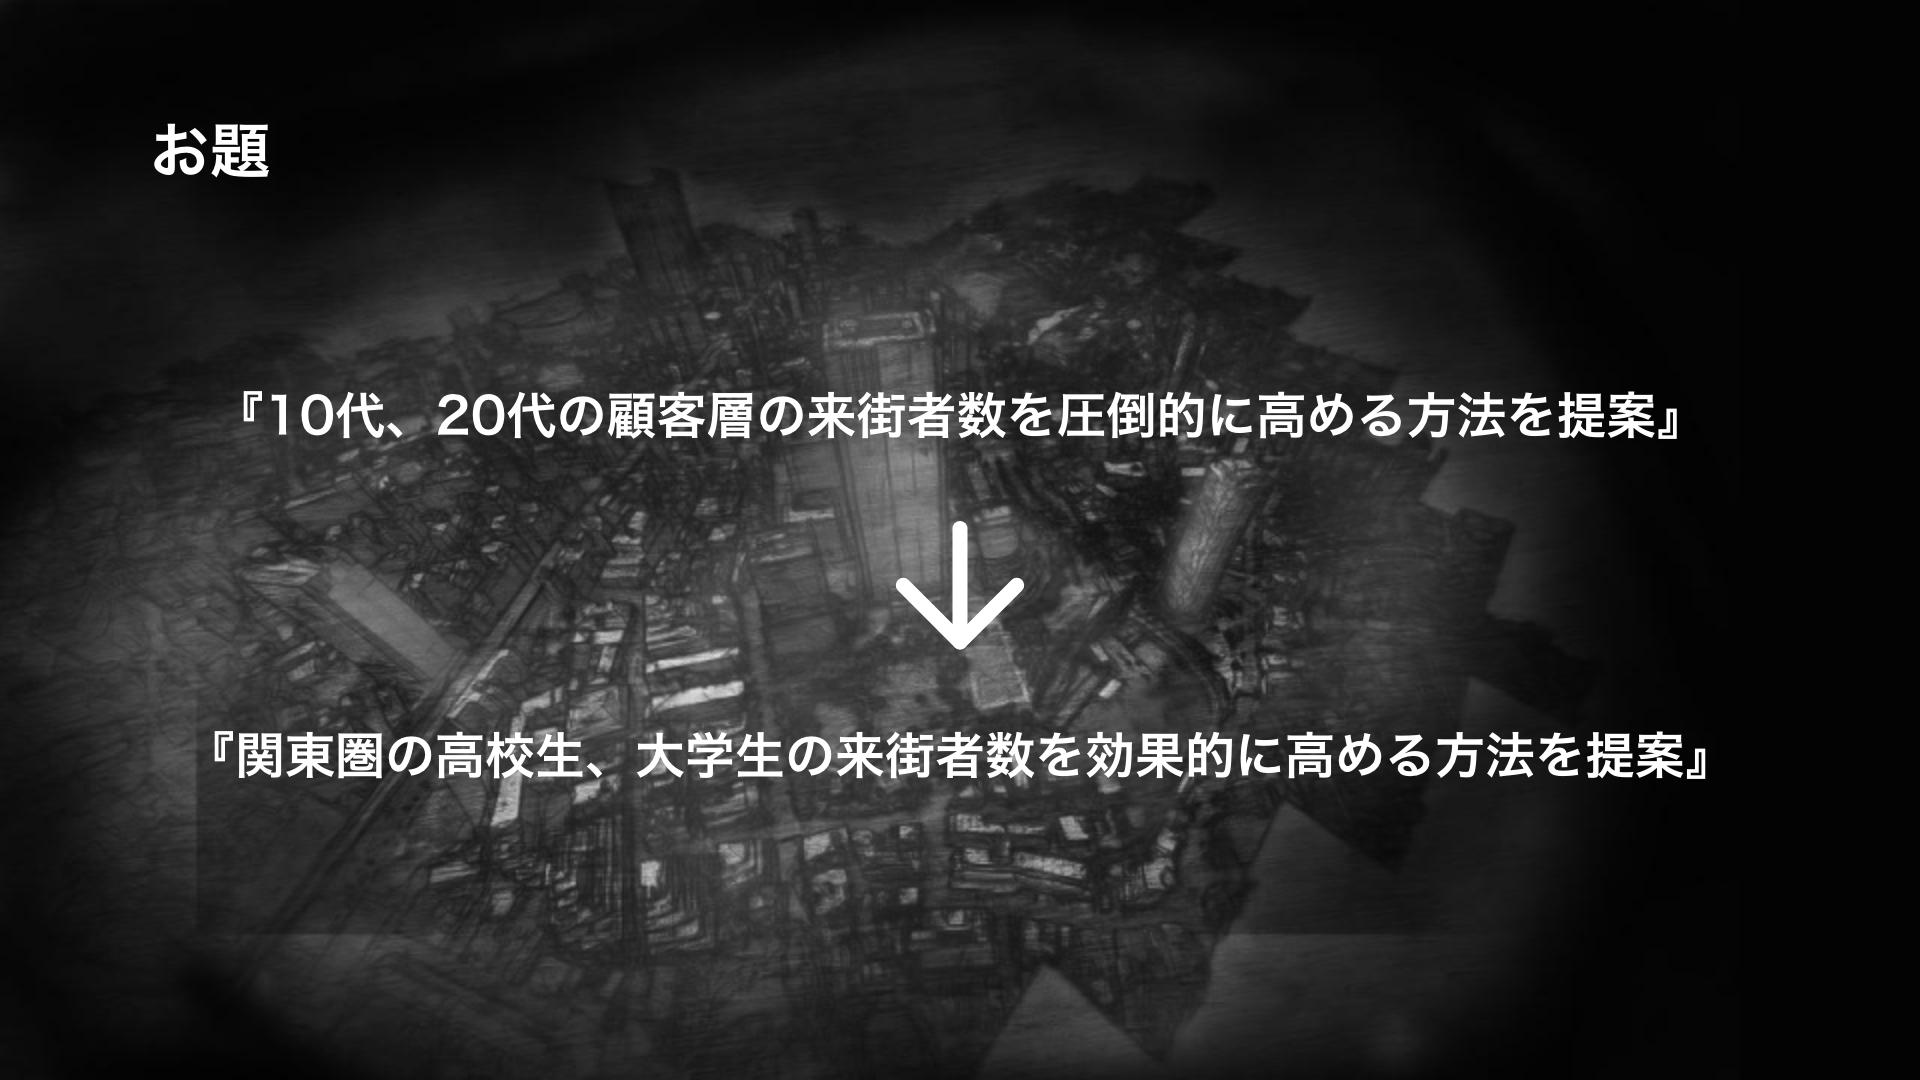 お題
『10代、20代の顧客層の来街者数を圧倒的に高める方法を提案』
『関東圏の高校生、大学生の来街者数を効果的に高める方法を提案』